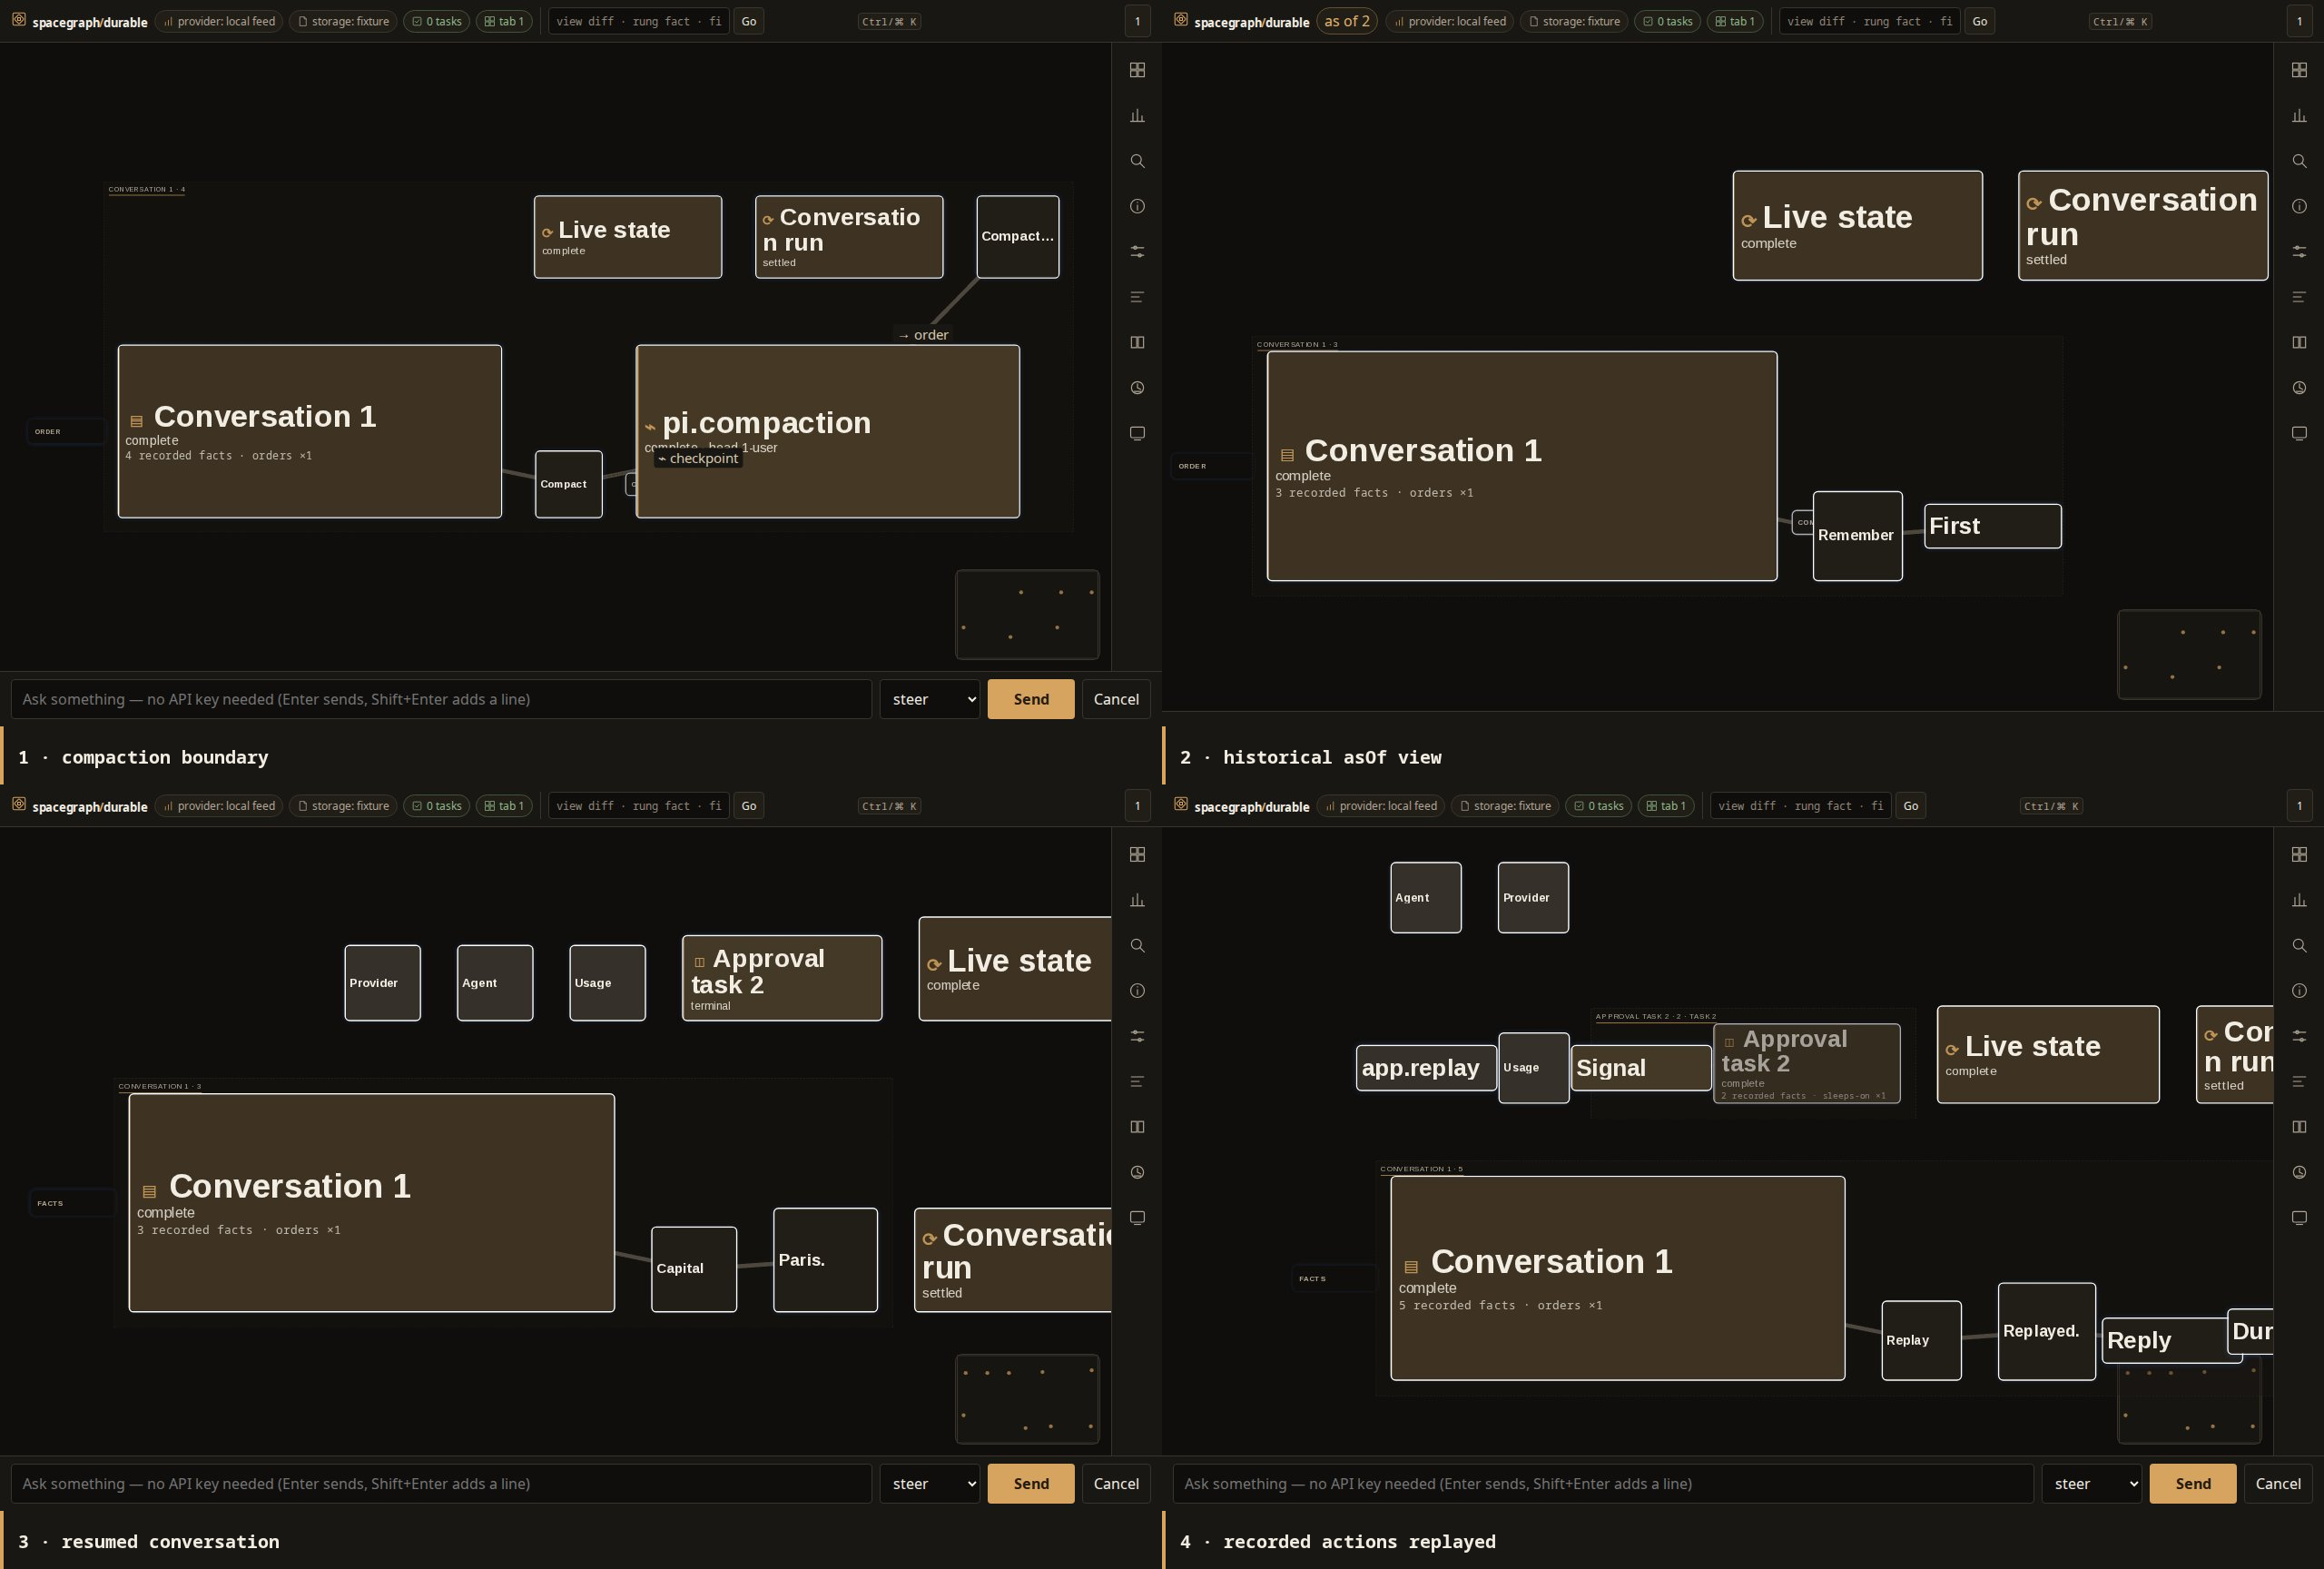 spacegraph/durable
provider: local feed
storage: fixture
0 tasks
tab 1
view diff · rung fact · fi
Go
Ctrl/⌘ K
1
CONVERSATION 1 · 4
Live state
complete
Conversatio
n run
settled
Compact…
→ order
ORDER
Conversation 1
complete
4 recorded facts · orders ×1
Compact
pi.compaction
complete · head 1-user
checkpoint
Ask something — no API key needed (Enter sends, Shift+Enter adds a line)
steer
Send
Cancel
1 · compaction boundary
spacegraph/durable
as of 2
provider: local feed
storage: fixture
0 tasks
tab 1
view diff · rung fact · fi
Go
Ctrl/⌘ K
1
Live state
complete
Conversation
run
settled
CONVERSATION 1 · 3
ORDER
Conversation 1
complete
3 recorded facts · orders ×1
Remember
First
2 · historical asOf view
spacegraph/durable
provider: local feed
storage: fixture
0 tasks
tab 1
view diff · rung fact · fi
Go
Ctrl/⌘ K
1
Provider
Agent
Usage
Approval
task 2
terminal
Live state
complete
CONVERSATION 1 · 3
FACTS
Conversation 1
complete
3 recorded facts · orders ×1
Capital
Paris.
Conversatio
run
settled
Ask something — no API key needed (Enter sends, Shift+Enter adds a line)
steer
Send
Cancel
3 · resumed conversation
spacegraph/durable
provider: local feed
storage: fixture
0 tasks
tab 1
view diff · rung fact · fi
Go
Ctrl/⌘ K
1
Agent
Provider
APPROVAL TASK 2 · 2 · TASK 2
app.replay
Usage
Signal
Approval
task 2
complete
2 recorded facts · sleeps-on ×1
Live state
complete
Con
n run
settled
CONVERSATION 1 · 5
FACTS
Conversation 1
complete
5 recorded facts · orders ×1
Replay
Replayed.
Reply
Dur
Ask something — no API key needed (Enter sends, Shift+Enter adds a line)
steer
Send
Cancel
4 · recorded actions replayed